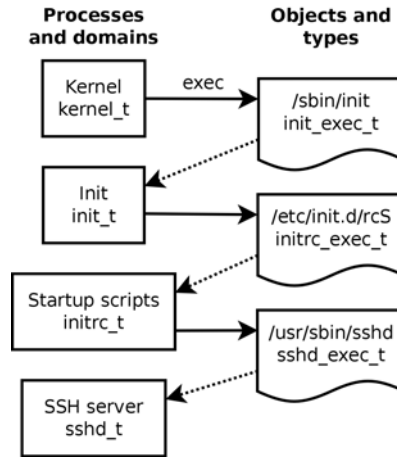 Processes
and domains
Objects and
types
Kernel
kernel_t
exec
/sbin/init
init_exec_t
Init
init_t
/etc/init.d/rcS
initrc_exec_t
Startup scripts
initrc_t
/usr/sbin/sshd
sshd_exec_t
SSH server
sshd_t